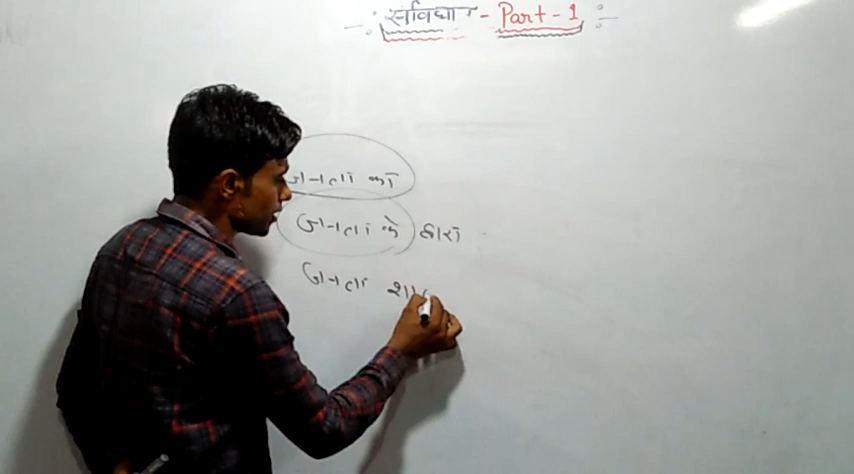 संविधान - Part - 1
जनता का
जनता के द्वारा
जनता